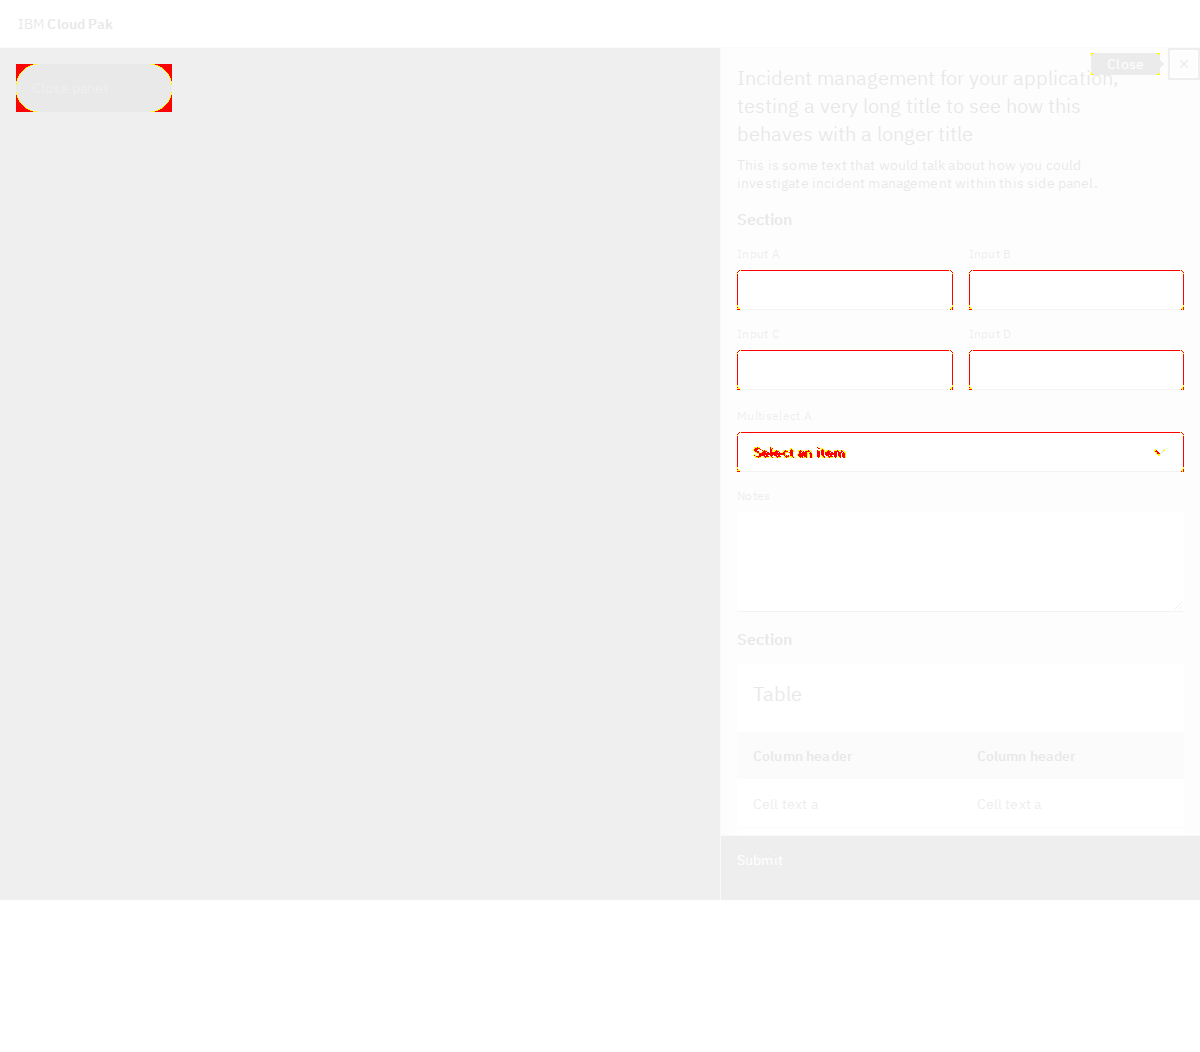 IBM Cloud Pak
Close panel
Close
Incident management for your application,
testing a very long title to see how this
behaves with a longer title
This is some text that would talk about how you could
investigate incident management within this side panel.
Section
Input A
Input B
Input C
Input D
Multiselect A
Select an item
Notes
Section
Table
Column header
Column header
Cell text a
Cell text a
Submit